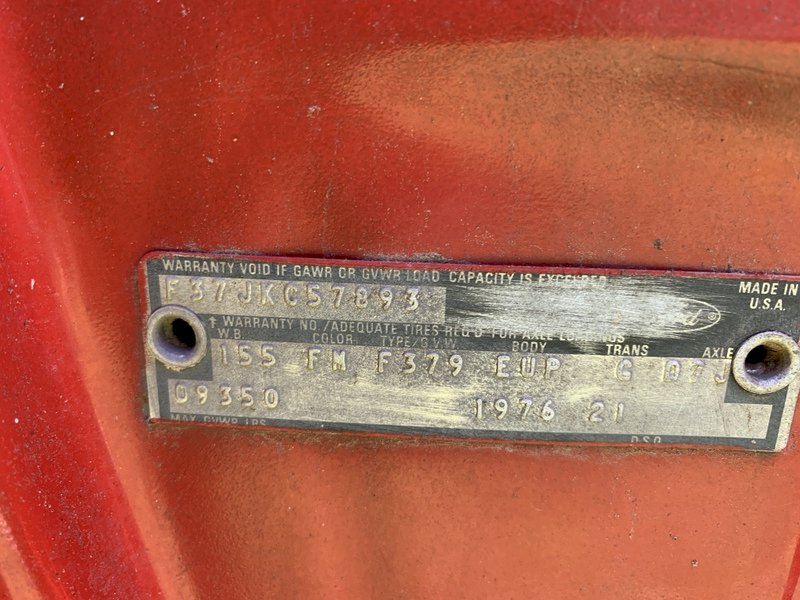 WARRANTY VOID IF GAWR OR GVWR LOAD CAPACITY IS EXCEEDED
F37JKC57893
MADE IN
U.S.A.
† WARRANTY NO./ADEQUATE TIRES REQ'D FOR AXLE LOADINGS
W.B. COLOR TYPE/G.V.W. BODY TRANS AXLE
155 FM F379 EUP G
09350 1976 21
MAX GVWR LBS D.S.O.